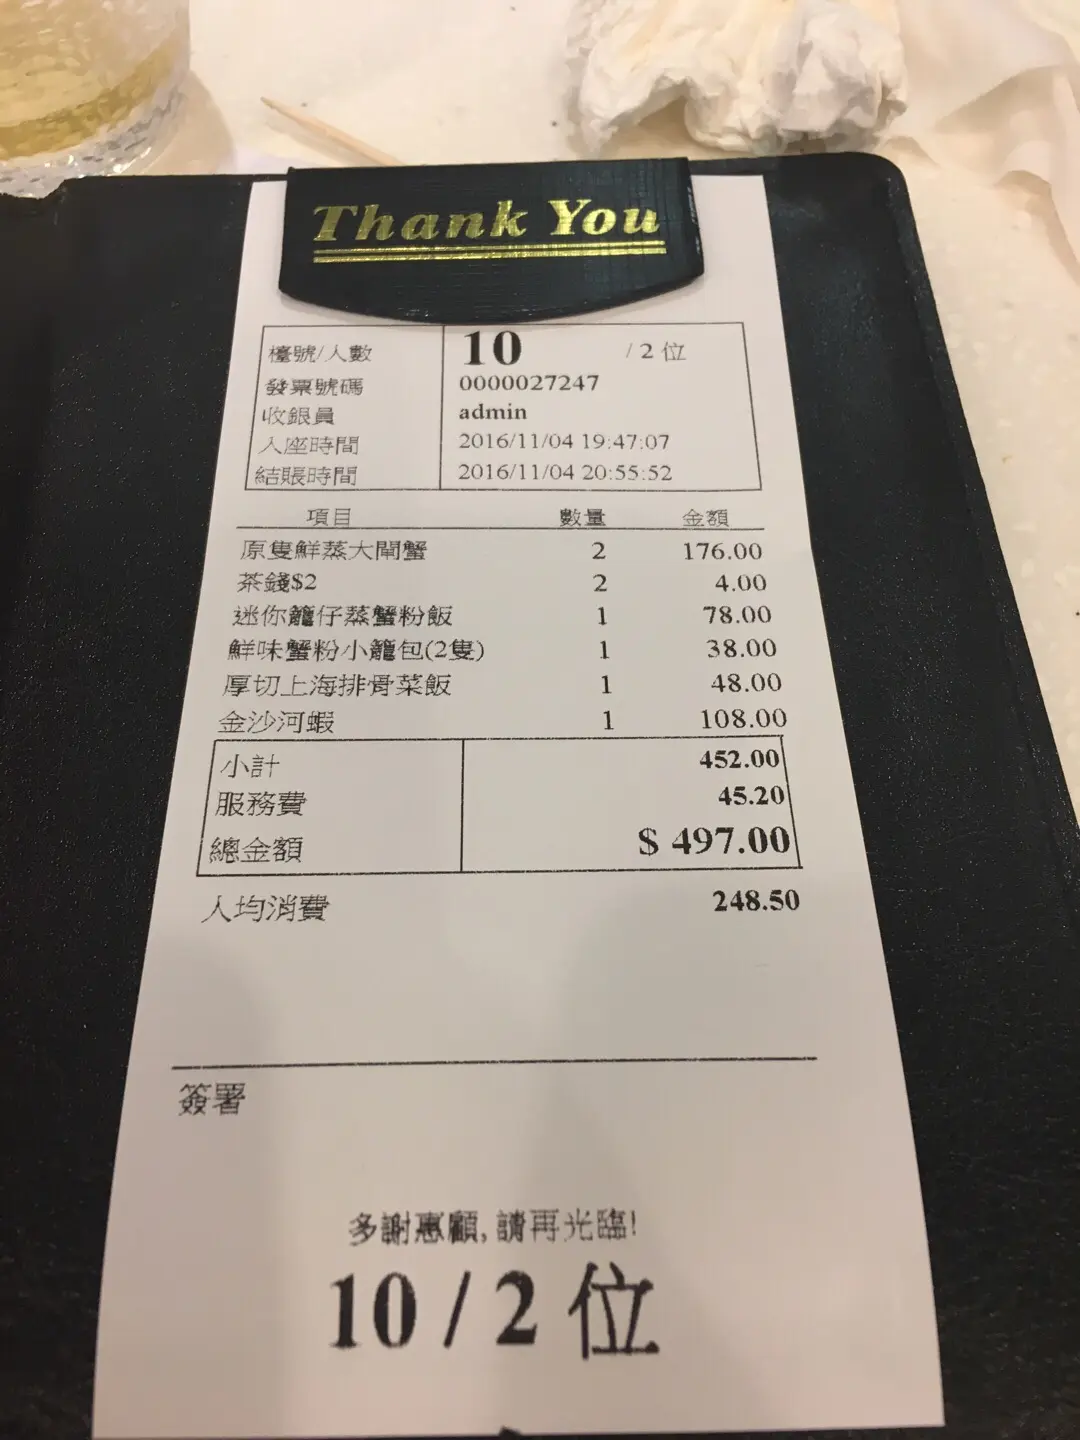 Thank You
檯號/人數 10 / 2 位
發票號碼 0000027247
收銀員 admin
入座時間 2016/11/04 19:47:07
結賬時間 2016/11/04 20:55:52
項目 數量 金額
原隻鮮蒸大閘蟹 2 176.00
茶錢$2 2 4.00
迷你籠仔蒸蟹粉飯 1 78.00
鮮味蟹粉小籠包(2隻) 1 38.00
厚切上海排骨菜飯 1 48.00
金沙河蝦 1 108.00
小計 452.00
服務費 45.20
總金額 $ 497.00
人均消費 248.50
簽署
多謝惠顧, 請再光臨!
10 / 2 位